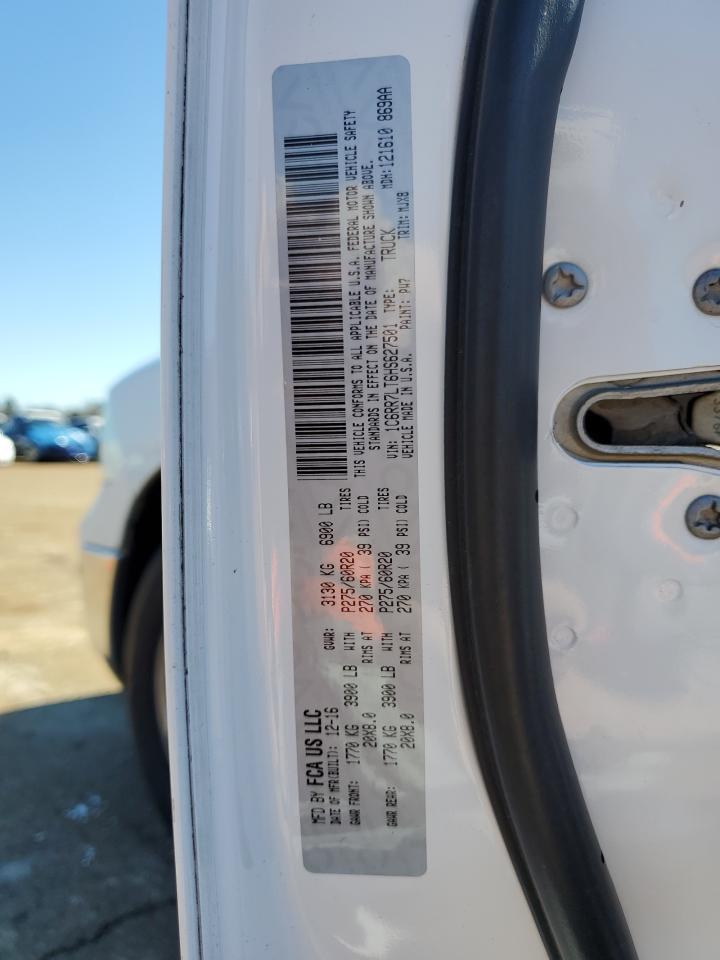 MFD BY FCA US LLC
DATE OF MFR(BUILT): 12-16 GVWR: 3130 KG 6900 LB
GAWR FRONT: 1770 KG 3900 LB WITH P275/60R20 TIRES
20X8.0 RIMS AT 270 KPA ( 39 PSI) COLD
GAWR REAR: 1770 KG 3900 LB WITH P275/60R20 TIRES
20X8.0 RIMS AT 270 KPA ( 39 PSI) COLD
THIS VEHICLE CONFORMS TO ALL APPLICABLE U.S.A. FEDERAL MOTOR VEHICLE SAFETY
STANDARDS IN EFFECT ON THE DATE OF MANUFACTURE SHOWN ABOVE.
VIN: 1C6RR7LT6HS627501 TYPE: TRUCK MDH: 121610 869AA
VEHICLE MADE IN U.S.A. PAINT: PW7 TRIM: MJX8